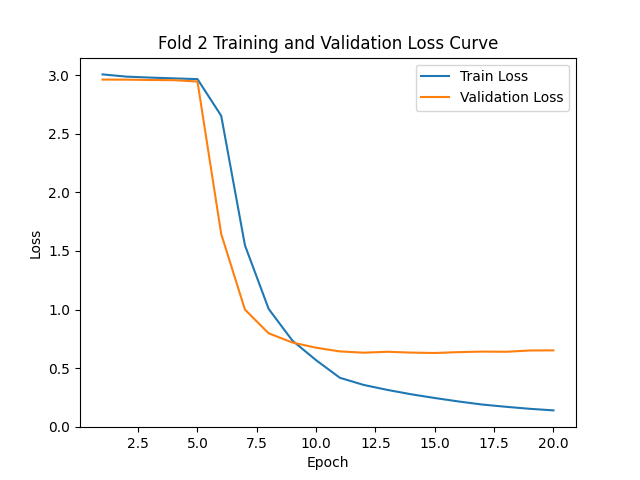 Fold 2 Training and Validation Loss Curve
Train Loss
Validation Loss
3.0
2.5
2.0
1.5
1.0
0.5
0.0
Loss
2.5 5.0 7.5 10.0 12.5 15.0 17.5 20.0
Epoch